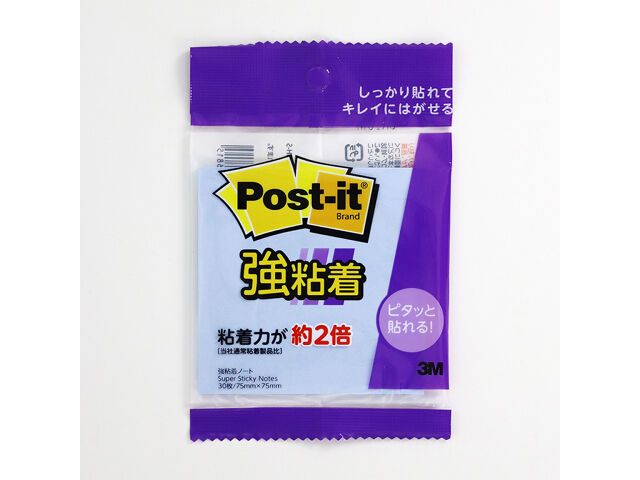 しっかり貼れて
キレイにはがせる
Post-it®
Brand
強粘着
ピタッと
貼れる!
粘着力が 約2倍
[当社通常粘着製品比]
3M
強粘着ノート
Super Sticky Notes
30枚/75mm×75mm